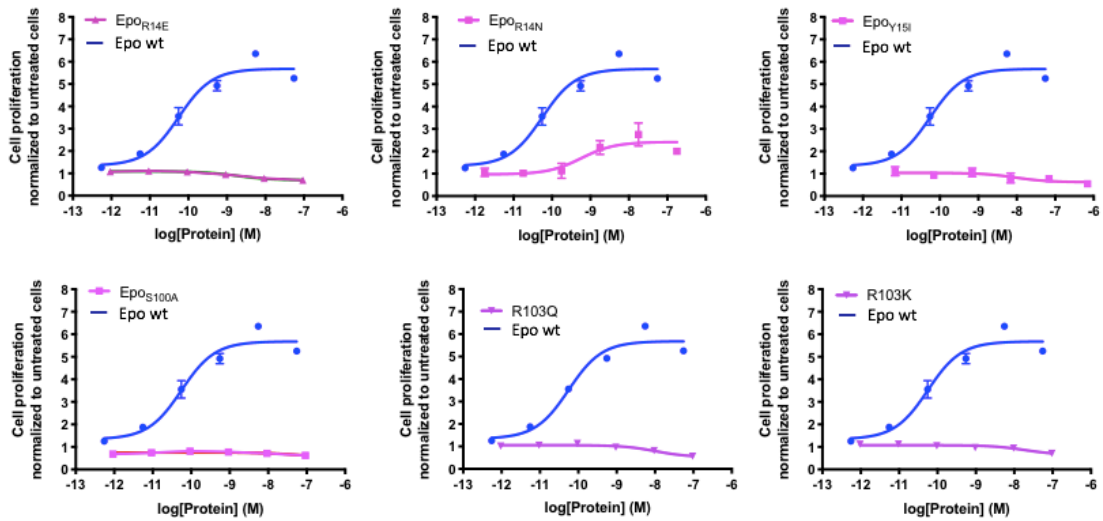 Cell proliferation
normalized to untreated cells
8
7
6
5
4
3
2
1
0
Epo_R14E
Epo wt
-13 -12 -11 -10 -9 -8 -7 -6
log[Protein] (M)
Cell proliferation
normalized to untreated cells
8
7
6
5
4
3
2
1
0
Epo_R14N
Epo wt
-13 -12 -11 -10 -9 -8 -7 -6 -5
log[Protein] (M)
Cell proliferation
normalized to untreated cells
8
7
6
5
4
3
2
1
0
Epo_Y15I
Epo wt
-13 -12 -11 -10 -9 -8 -7 -6
log[Protein] (M)
Cell proliferation
normalized to untreated cells
8
7
6
5
4
3
2
1
0
Epo_S100A
Epo wt
-13 -12 -11 -10 -9 -8 -7 -6
log[Protein] (M)
Cell proliferation
normalized to untreated cells
8
7
6
5
4
3
2
1
0
R103Q
Epo wt
-13 -12 -11 -10 -9 -8 -7 -6
log[Protein] (M)
Cell proliferation
normalized to untreated cells
8
7
6
5
4
3
2
1
0
R103K
Epo wt
-13 -12 -11 -10 -9 -8 -7 -6
log[Protein] (M)